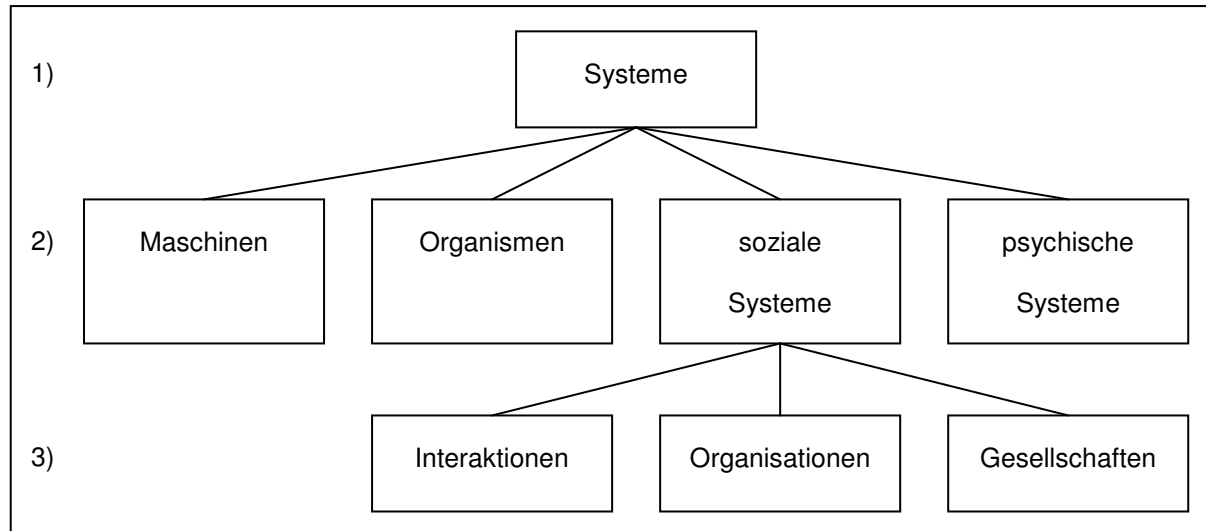 1)
Systeme
2)
Maschinen
Organismen
soziale
Systeme
psychische
Systeme
3)
Interaktionen
Organisationen
Gesellschaften